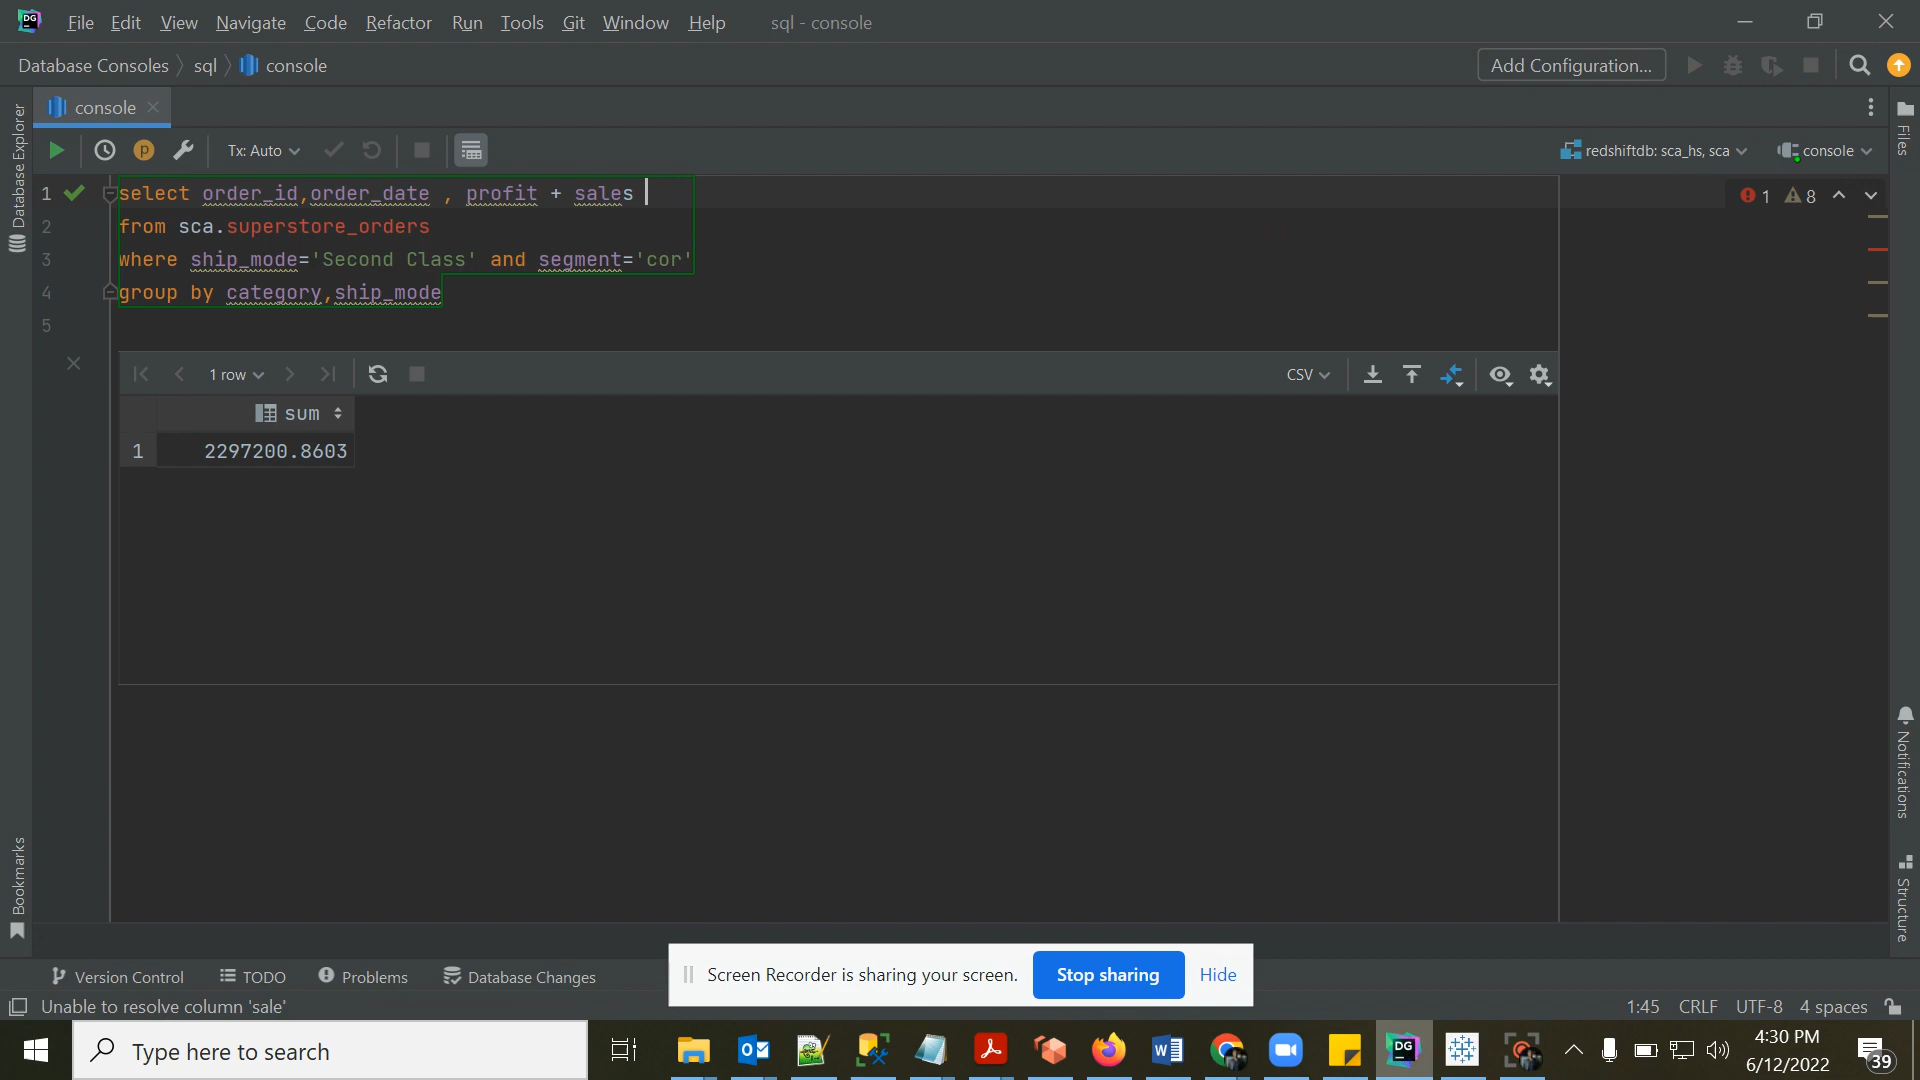 File Edit View Navigate Code Refactor Run Tools Git Window Help sql - console
Database Consoles sql console Add Configuration...
console
Tx: Auto redshiftdb: sca_hs, sca console
1 select order_id,order_date , profit + sales 1 8
2 from sca.superstore_orders
3 where ship_mode='Second Class' and segment='cor'
4 group by category,ship_mode
5
1 row CSV
sum
1 2297200.8603
Database Explorer
Bookmarks
Files
Notifications
Structure
Version Control TODO Problems Database Changes
Screen Recorder is sharing your screen. Stop sharing Hide
Unable to resolve column 'sale' 1:45 CRLF UTF-8 4 spaces
Type here to search
4:30 PM
6/12/2022
39